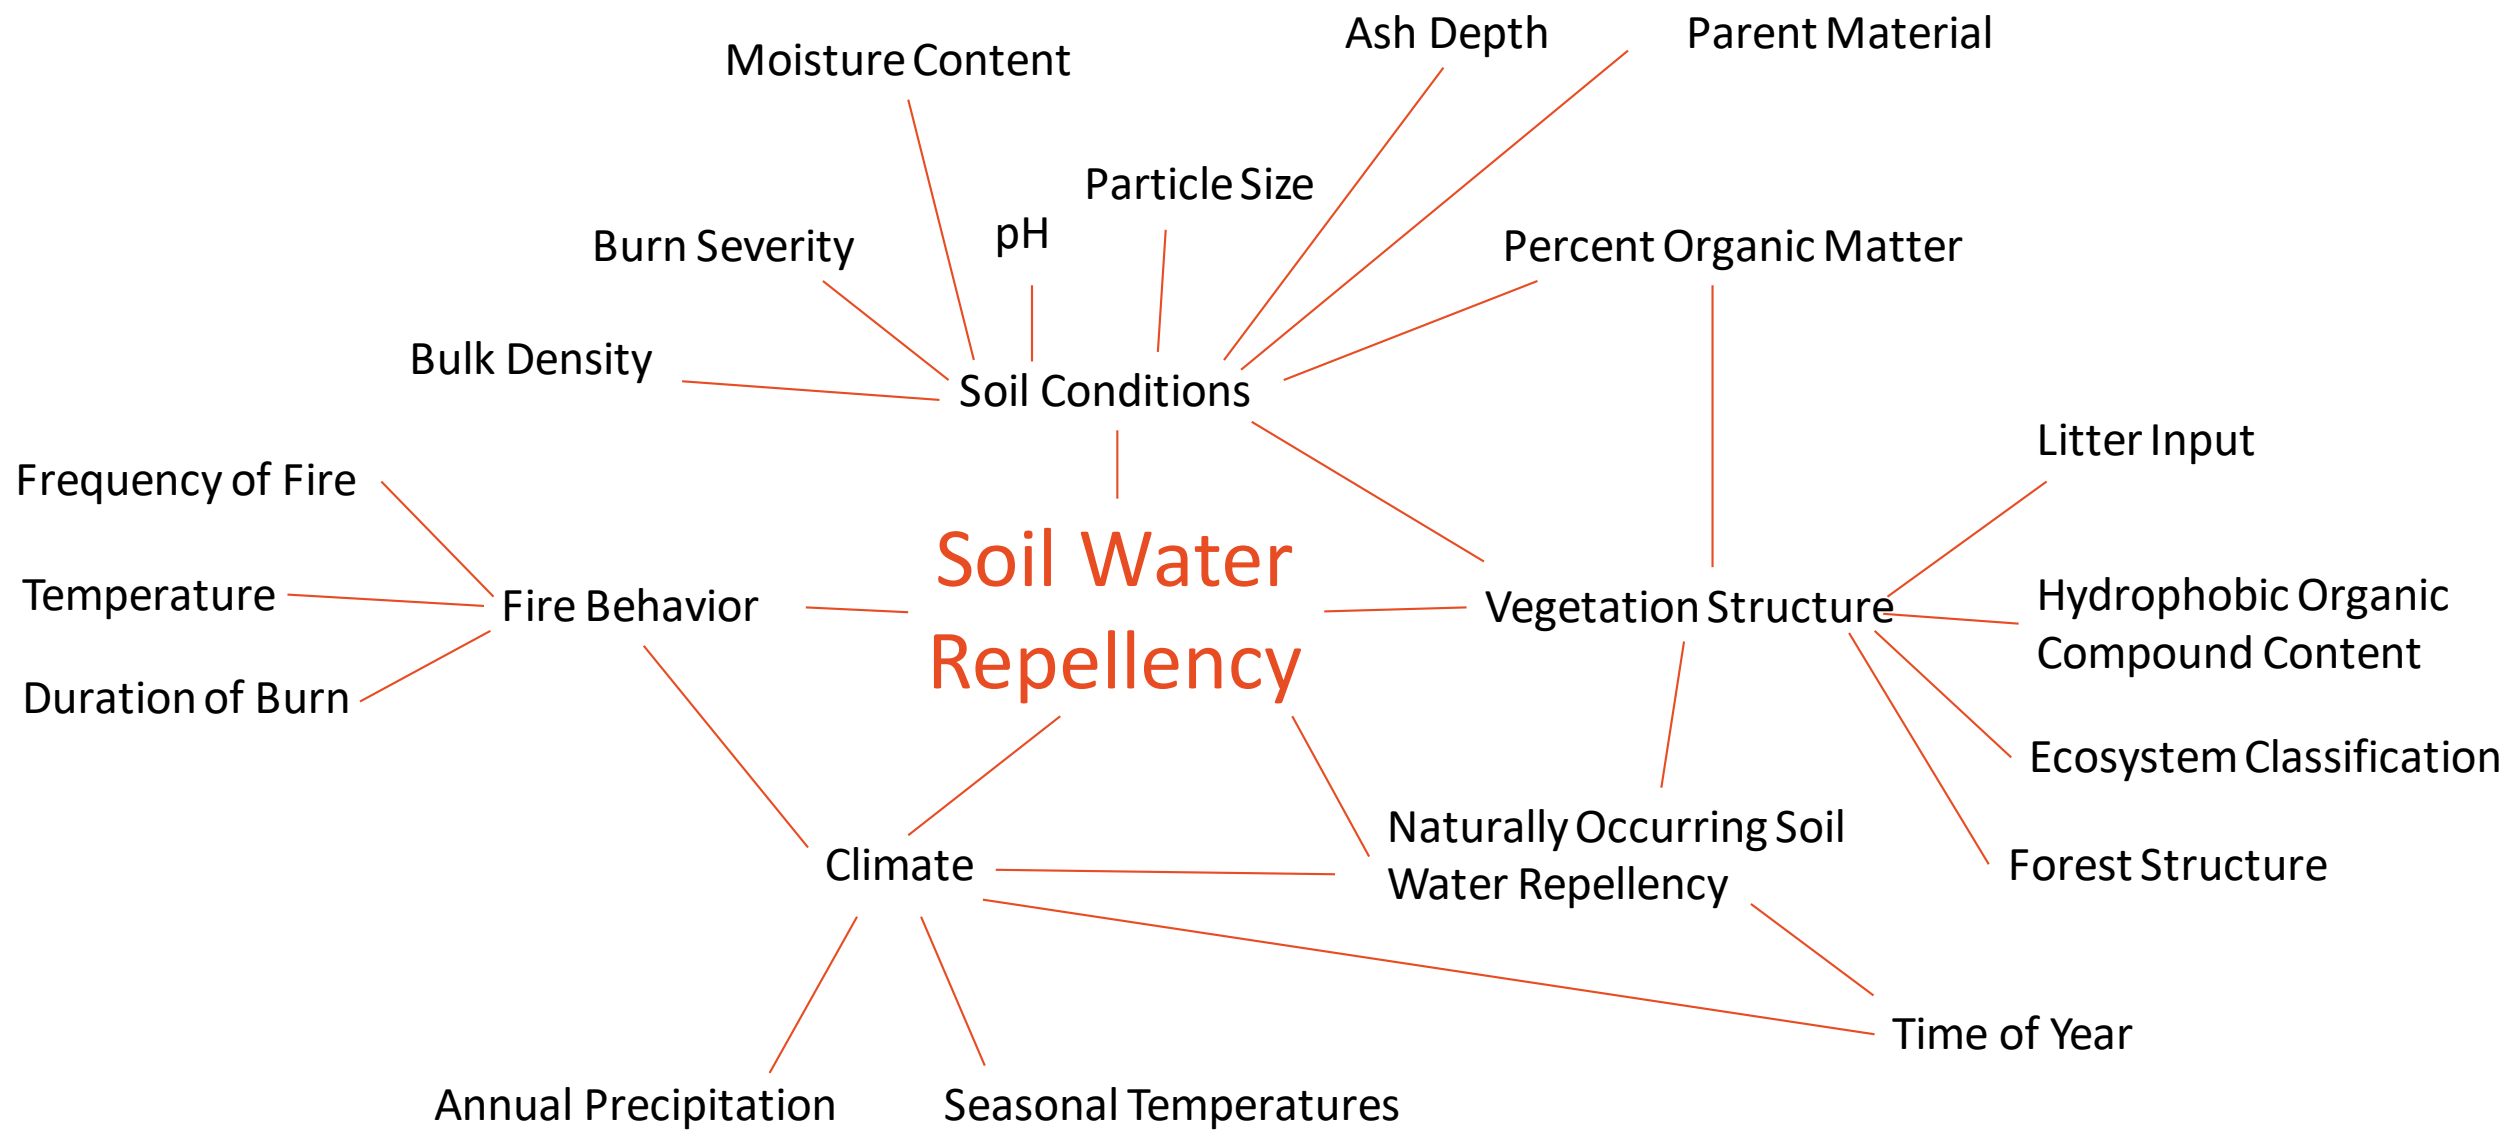 Ash Depth
Parent Material
Moisture Content
Particle Size
pH
Burn Severity
Percent Organic Matter
Bulk Density
Soil Conditions
Litter Input
Frequency of Fire
Soil Water
Repellency
Temperature
Fire Behavior
Vegetation Structure
Hydrophobic Organic
Compound Content
Duration of Burn
Ecosystem Classification
Naturally Occurring Soil
Water Repellency
Climate
Forest Structure
Time of Year
Annual Precipitation
Seasonal Temperatures